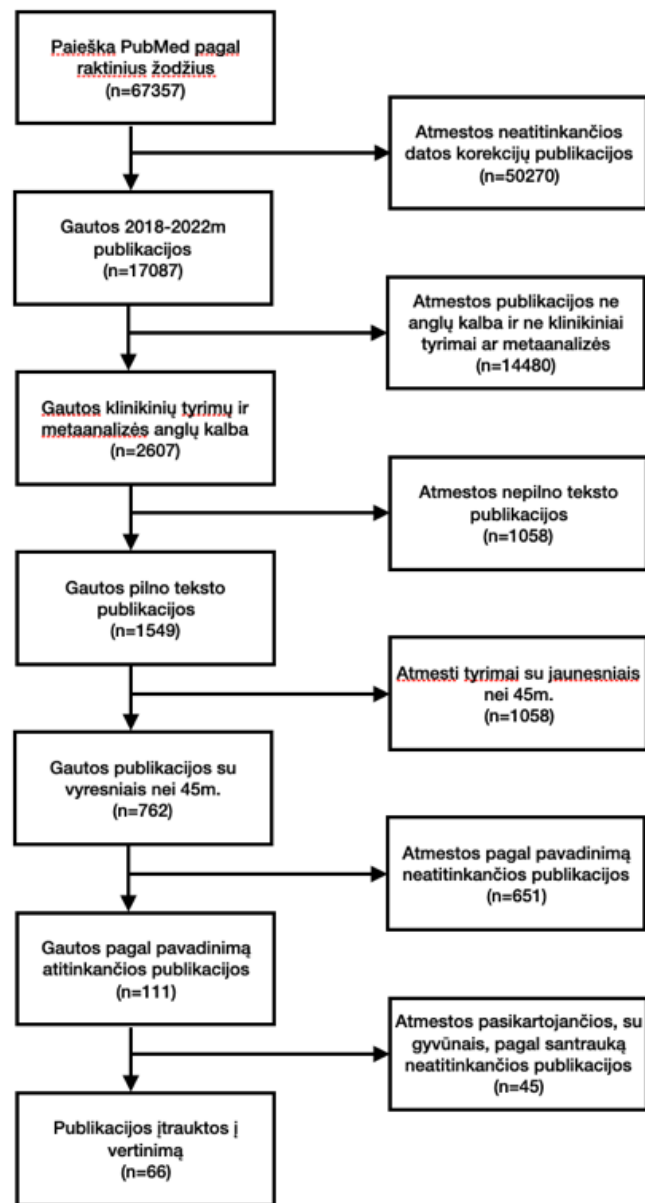 Paieška PubMed pagal
raktinius žodžius
(n=67357)
Atmestos neatitinkančios
datos korekcijų publikacijos
(n=50270)
Gautos 2018-2022m
publikacijos
(n=17087)
Atmestos publikacijos ne
anglų kalba ir ne klinikiniai
tyrimai ar metaanalizės
(n=14480)
Gautos klinikinių tyrimų ir
metaanalizės anglų kalba
(n=2607)
Atmestos nepilno teksto
publikacijos
(n=1058)
Gautos pilno teksto
publikacijos
(n=1549)
Atmesti tyrimai su jaunesniais
nei 45m.
(n=1058)
Gautos publikacijos su
vyresniais nei 45m.
(n=762)
Atmestos pagal pavadinimą
neatitinkančios publikacijos
(n=651)
Gautos pagal pavadinimą
atitinkančios publikacijos
(n=111)
Atmestos pasikartojančios, su
gyvūnais, pagal santrauką
neatitinkančios publikacijos
(n=45)
Publikacijos įtrauktos į
vertinimą
(n=66)